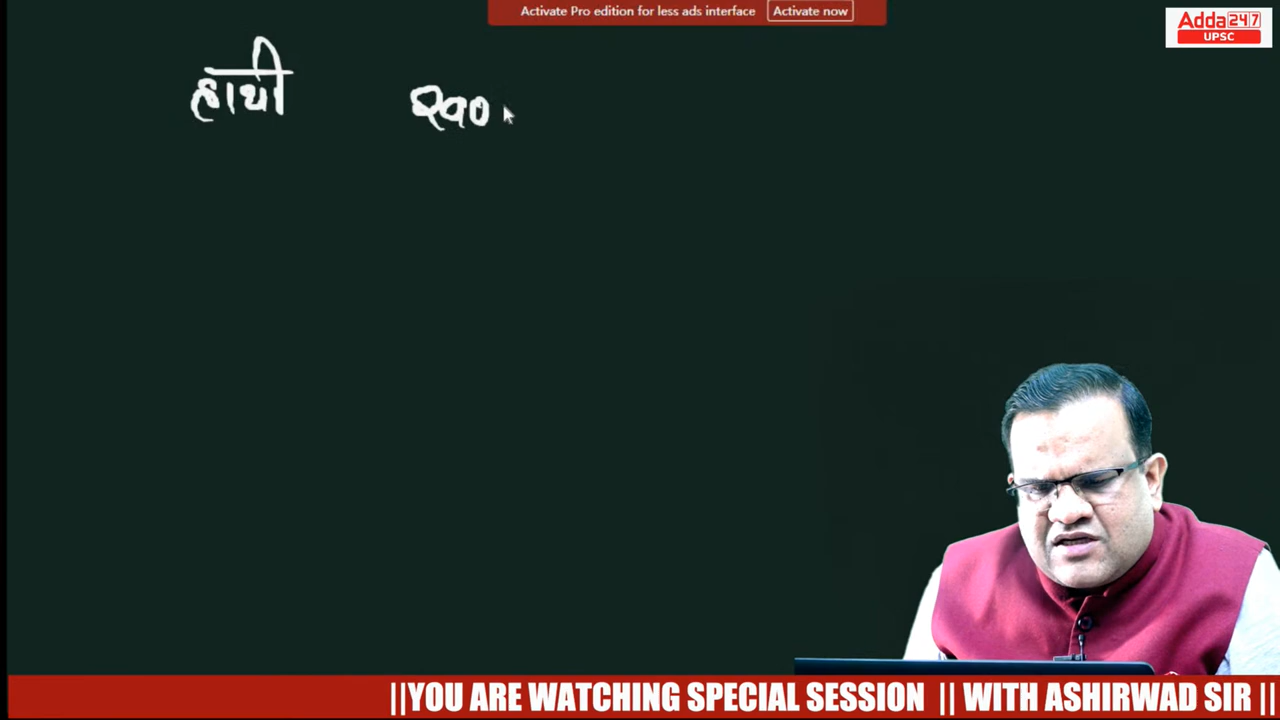 Activate Pro edition for less ads interface Activate now
Adda247
UPSC
हाथी
||YOU ARE WATCHING SPECIAL SESSION || WITH ASHIRWAD SIR ||